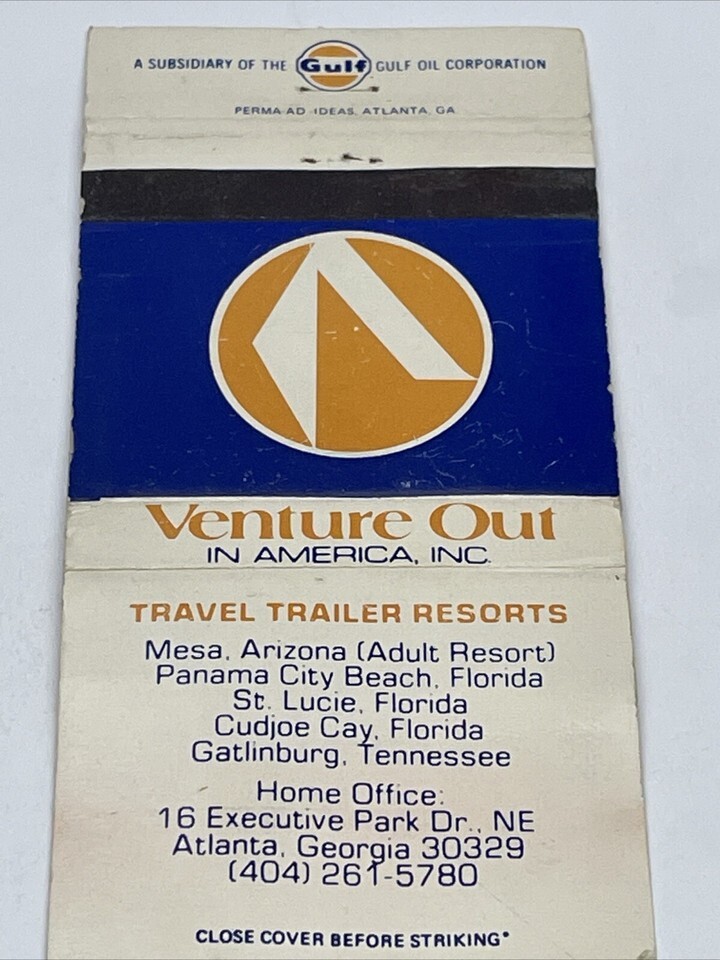 A SUBSIDIARY OF THE Gulf GULF OIL CORPORATION
PERMA-AD-IDEAS, ATLANTA, GA
Venture Out
IN AMERICA, INC.
TRAVEL TRAILER RESORTS
Mesa, Arizona (Adult Resort)
Panama City Beach, Florida
St. Lucie, Florida
Cudjoe Cay, Florida
Gatlinburg, Tennessee
Home Office:
16 Executive Park Dr., NE
Atlanta, Georgia 30329
(404) 261-5780
CLOSE COVER BEFORE STRIKING*